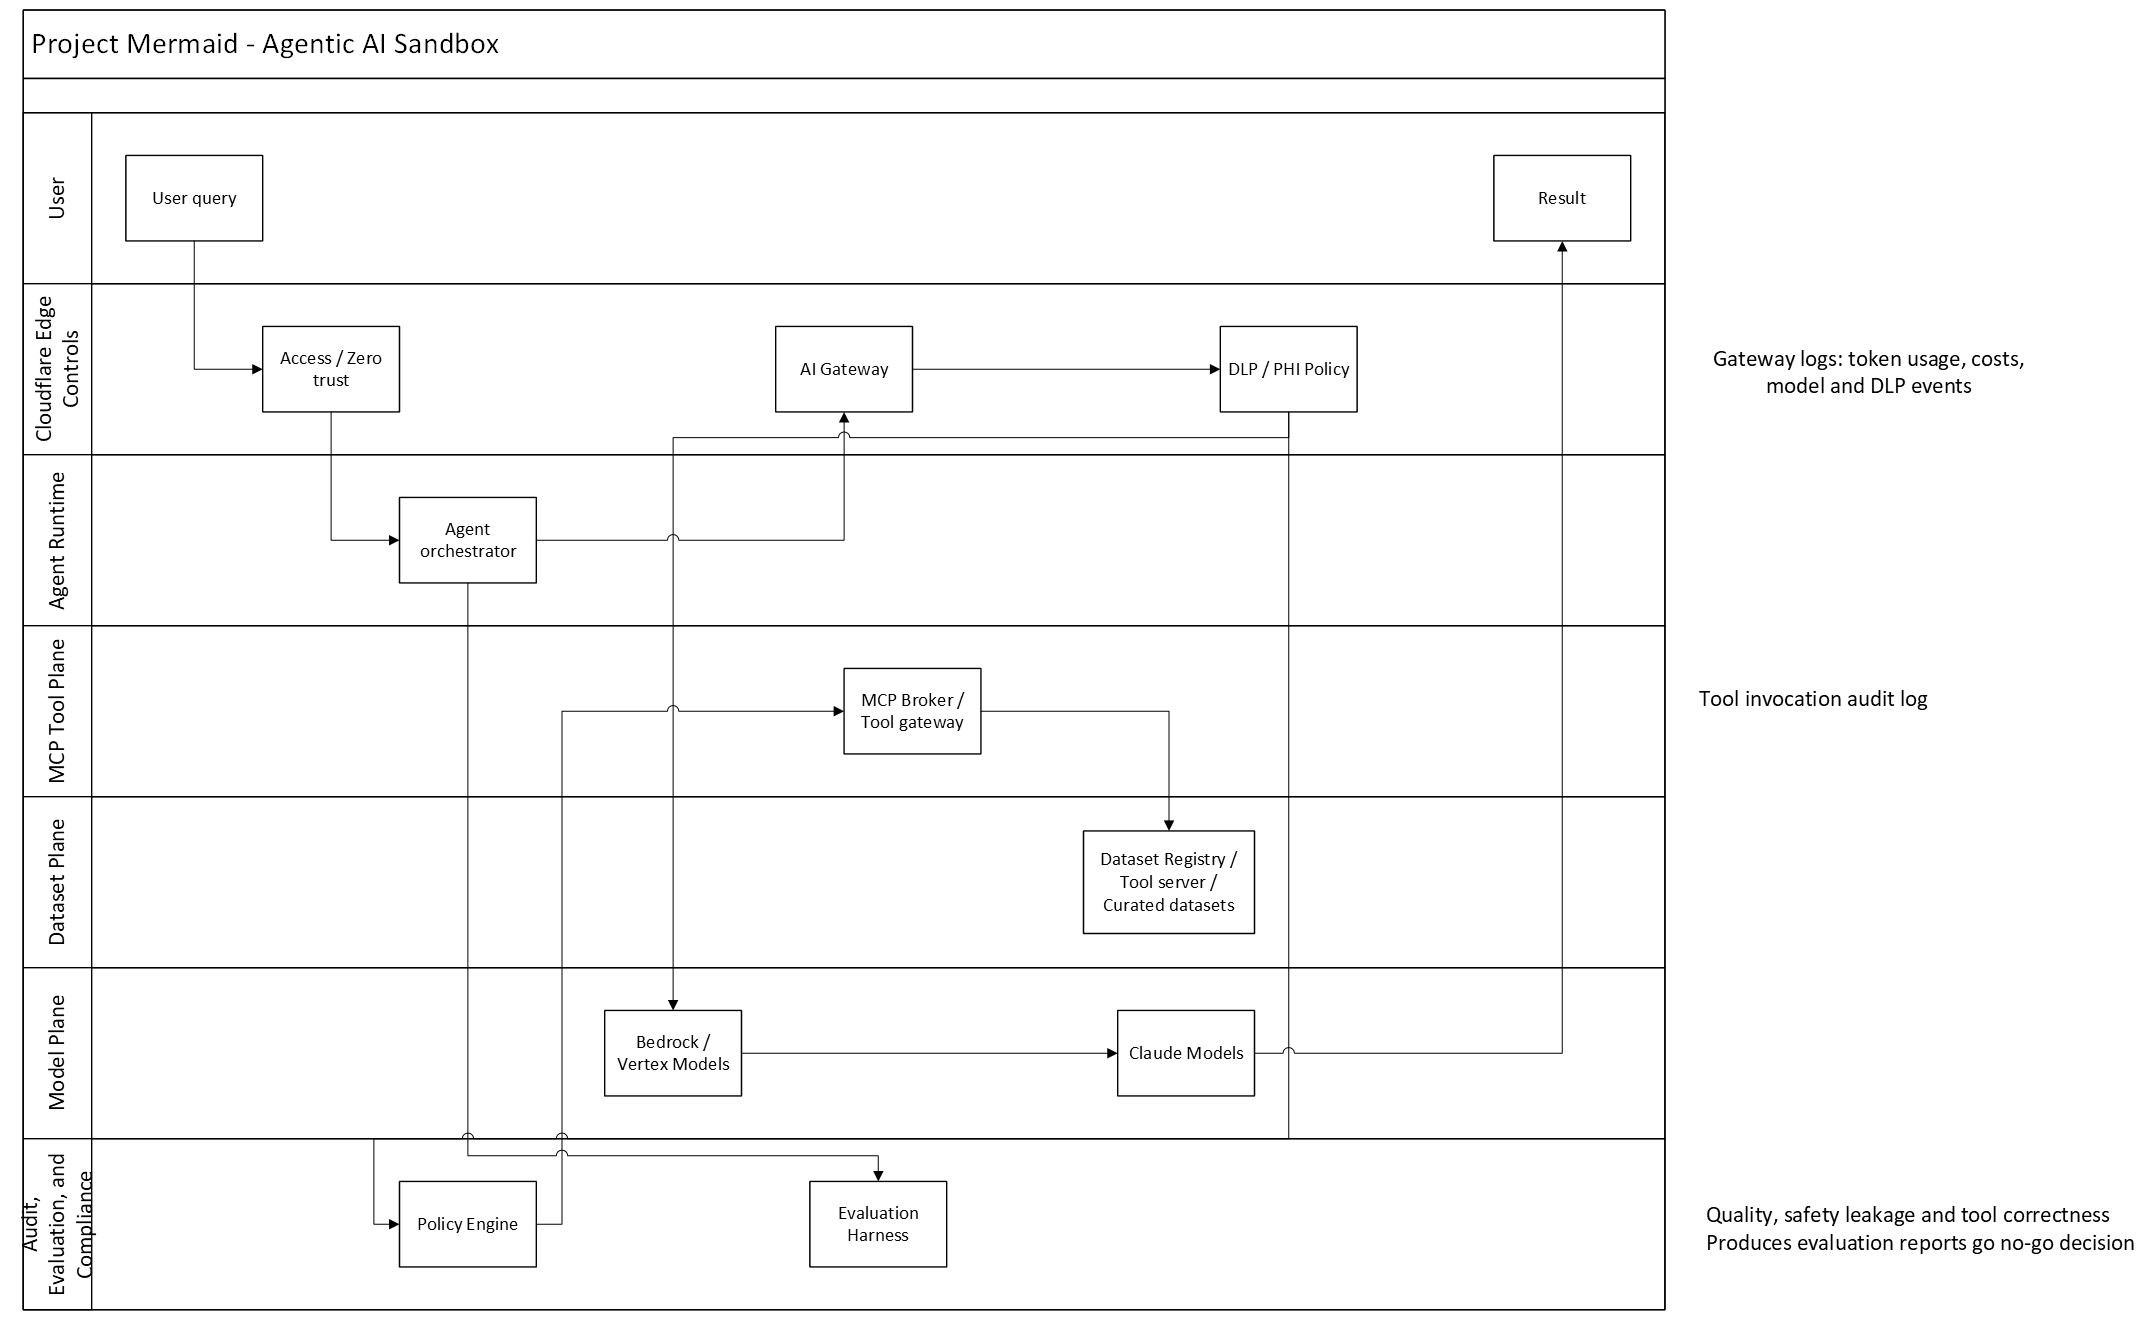 Project Mermaid - Agentic AI Sandbox
User
User query
Result
Cloudflare Edge
Controls
Access / Zero
trust
AI Gateway
DLP / PHI Policy
Gateway logs: token usage, costs,
model and DLP events
Agent Runtime
Agent
orchestrator
MCP Tool Plane
MCP Broker /
Tool gateway
Tool invocation audit log
Dataset Plane
Dataset Registry /
Tool server /
Curated datasets
Model Plane
Bedrock /
Vertex Models
Claude Models
Audit,
Evaluation, and
Compliance
Policy Engine
Evaluation
Harness
Quality, safety leakage and tool correctness
Produces evaluation reports go no-go decision